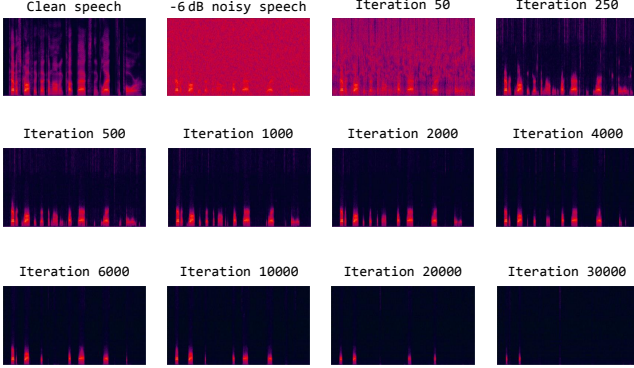 Clean speech
-6 dB noisy speech
Iteration 50
Iteration 250
Iteration 500
Iteration 1000
Iteration 2000
Iteration 4000
Iteration 6000
Iteration 10000
Iteration 20000
Iteration 30000